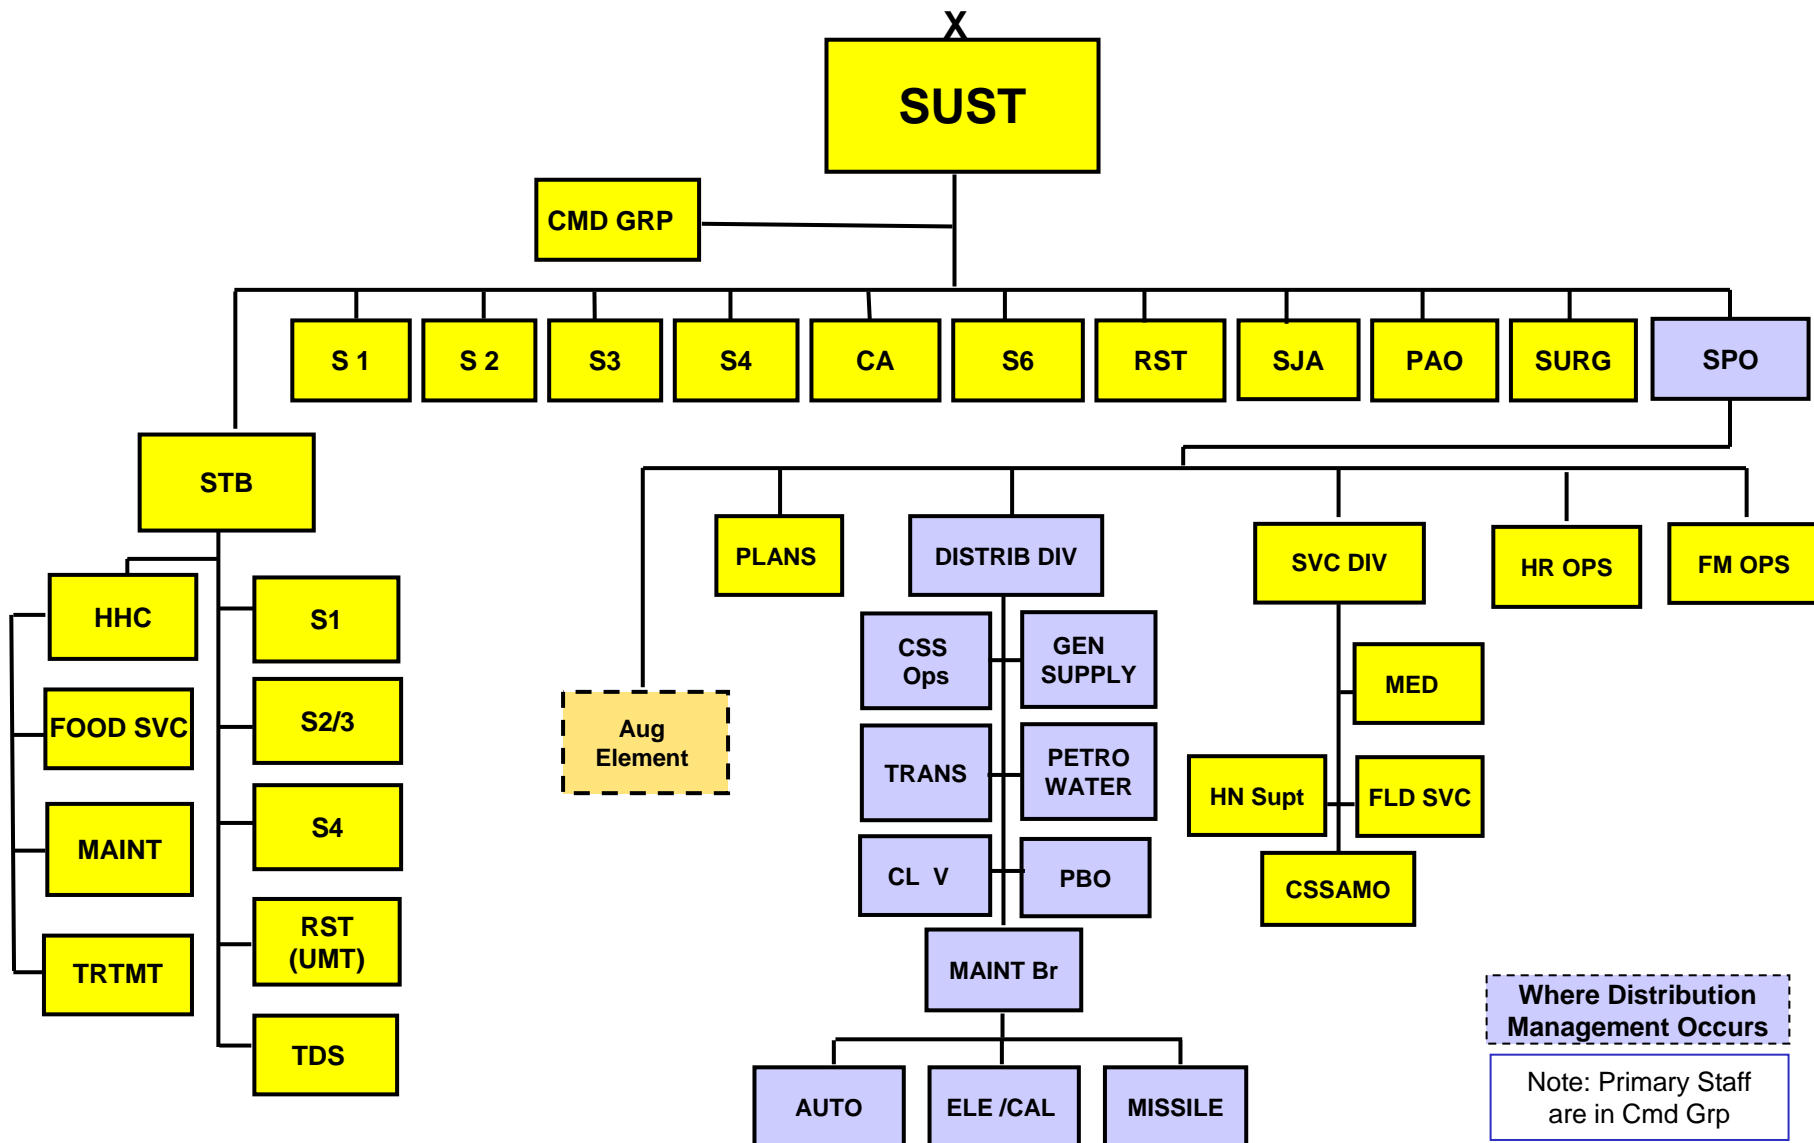 X
SUST
CMD GRP
S 1
S 2
S3
S4
CA
S6
RST
SJA
PAO
SURG
SPO
STB
HHC
FOOD SVC
MAINT
TRTMT
S1
S2/3
S4
RST
(UMT)
TDS
Aug
Element
PLANS
DISTRIB DIV
CSS
Ops
GEN
SUPPLY
TRANS
PETRO
WATER
CL V
PBO
MAINT Br
AUTO
ELE /CAL
MISSILE
SVC DIV
MED
HN Supt
FLD SVC
CSSAMO
HR OPS
FM OPS
Where Distribution
Management Occurs
Note: Primary Staff
are in Cmd Grp